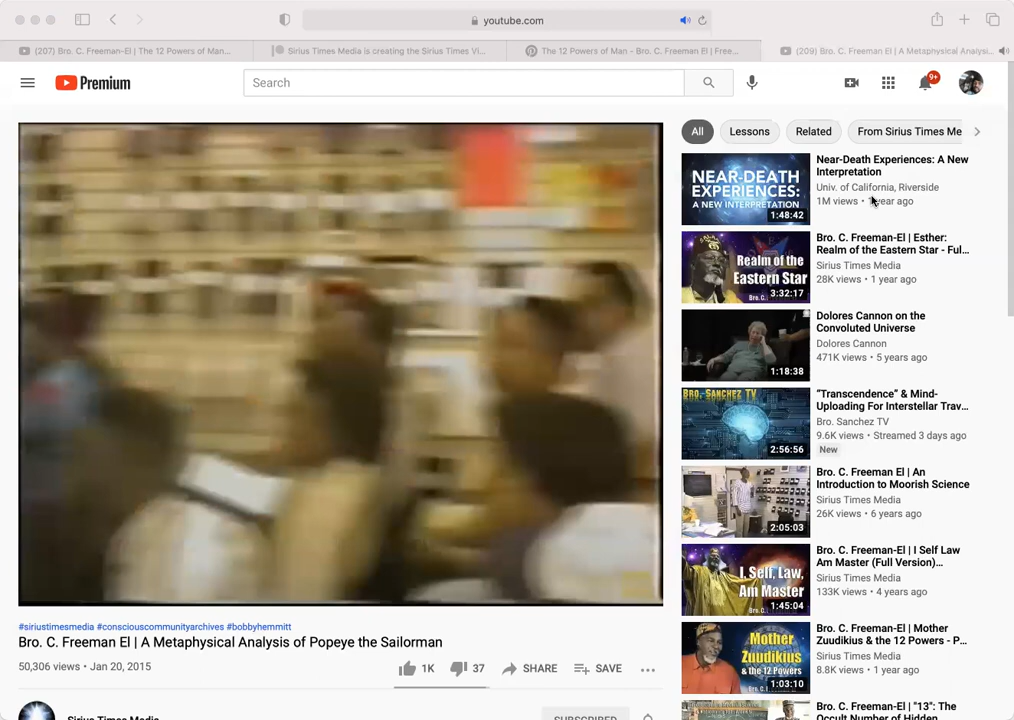 youtube.com
(207) Bro. C. Freeman-El | The 12 Powers of Man...
Sirius Times Media is creating the Sirius Times Vi...
The 12 Powers of Man - Bro. C. Freeman El | Free...
(209) Bro. C. Freeman El | A Metaphysical Analysi...
Premium
Search
9+
All
Lessons
Related
From Sirius Times Me
NEAR-DEATH
EXPERIENCES:
A NEW INTERPRETATION
1:48:42
Near-Death Experiences: A New
Interpretation
Univ. of California, Riverside
1M views • 1 year ago
Realm of the
Eastern Star
Bro. C.
3:32:17
Bro. C. Freeman-El | Esther:
Realm of the Eastern Star - Ful...
Sirius Times Media
28K views • 1 year ago
1:18:38
Dolores Cannon on the
Convoluted Universe
Dolores Cannon
471K views • 5 years ago
BRO. SANCHEZ TV
2:56:56
“Transcendence” & Mind-
Uploading For Interstellar Trav...
Bro. Sanchez TV
9.6K views • Streamed 3 days ago
New
2:05:03
Bro. C. Freeman El | An
Introduction to Moorish Science
Sirius Times Media
26K views • 6 years ago
I, Self, Law,
Am Master
1:45:04
Bro. C. Freeman-El | I Self Law
Am Master (Full Version)...
Sirius Times Media
133K views • 4 years ago
Mother
Zuudikius
& the 12 Powers
Bro. C.
1:03:10
Bro. C. Freeman-El | Mother
Zuudikius & the 12 Powers - P...
Sirius Times Media
8.8K views • 1 year ago
Bro. C. Freeman-El | "13": The
Occult Number of Hidden
#siriustimesmedia #consciouscommunityarchives #bobbyhemmitt
Bro. C. Freeman El | A Metaphysical Analysis of Popeye the Sailorman
50,306 views • Jan 20, 2015
1K
37
SHARE
SAVE
Sirius Times Media
SUBSCRIBED